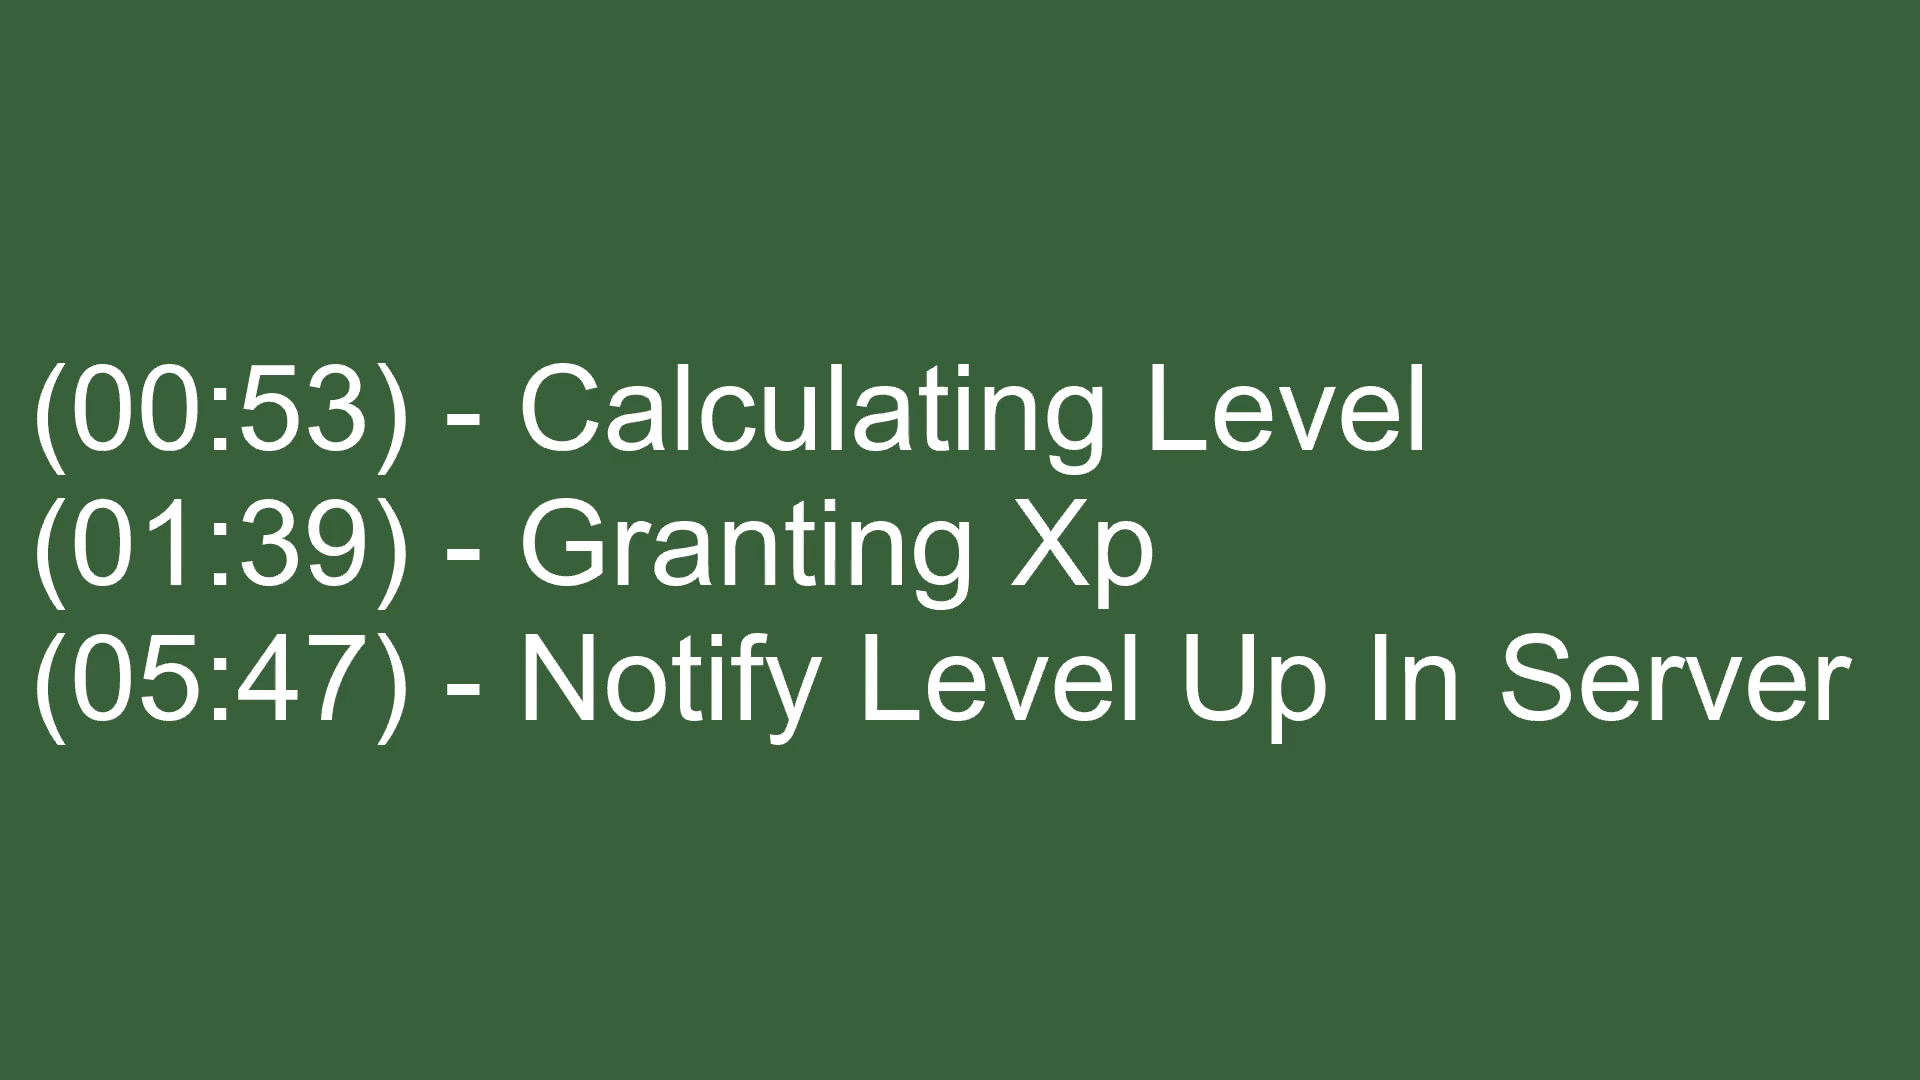 (00:53) - Calculating Level
(01:39) - Granting Xp
(05:47) - Notify Level Up In Server